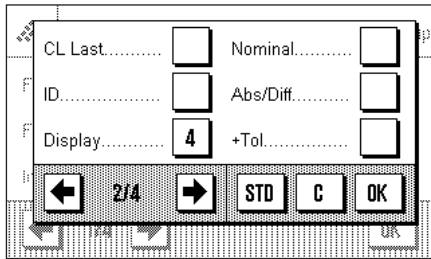 CL Last........... Nominal...........
ID.................. Abs/Diff...........
Display............ 4 +Tol...............
2/4 STD C OK